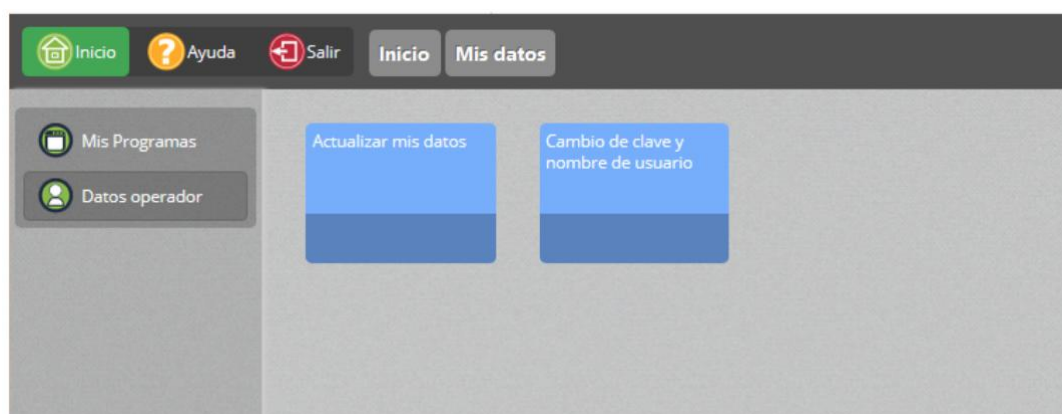 Inicio Ayuda Salir Inicio Mis datos
Mis Programas
Datos operador
Actualizar mis datos
Cambio de clave y
nombre de usuario